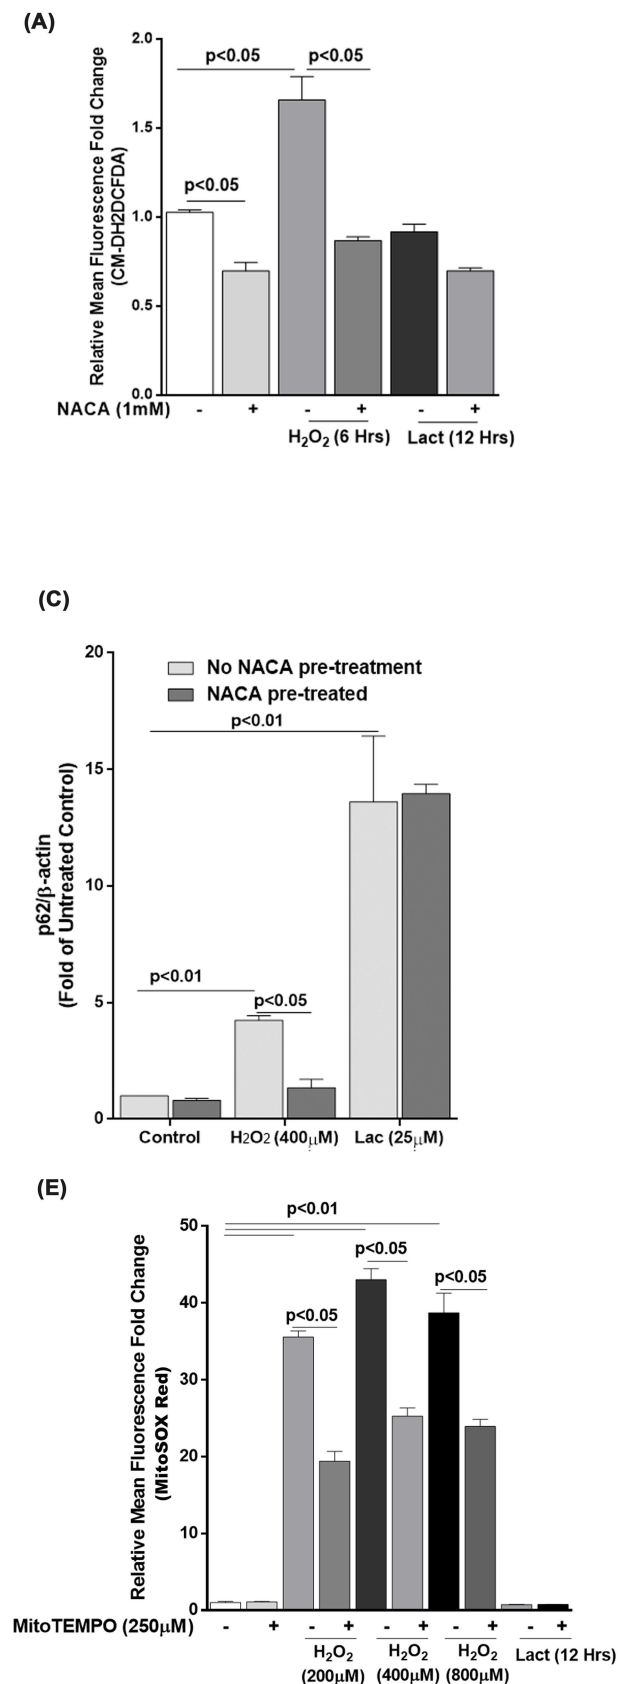 (A)
Relative Mean Fluorescence Fold Change
(CM-DH2DCFDA)
2.0
1.5
1.0
0.5
0.0
p<0.05
p<0.05
p<0.05
NACA (1mM)
- + - + - +
H₂O₂ (6 Hrs)
Lact (12 Hrs)
(C)
p62/β-actin
(Fold of Untreated Control)
20
15
10
5
0
No NACA pre-treatment
NACA pre-treated
p<0.01
p<0.01
p<0.05
Control
H2O2 (400µM)
Lac (25µM)
(E)
Relative Mean Fluorescence Fold Change
(MitoSOX Red)
50
40
30
20
10
0
p<0.01
p<0.05
p<0.05
p<0.05
MitoTEMPO (250µM)
- + - + - + - + - +
H₂O₂
(200µM)
H₂O₂
(400µM)
H₂O₂
(800µM)
Lact (12 Hrs)